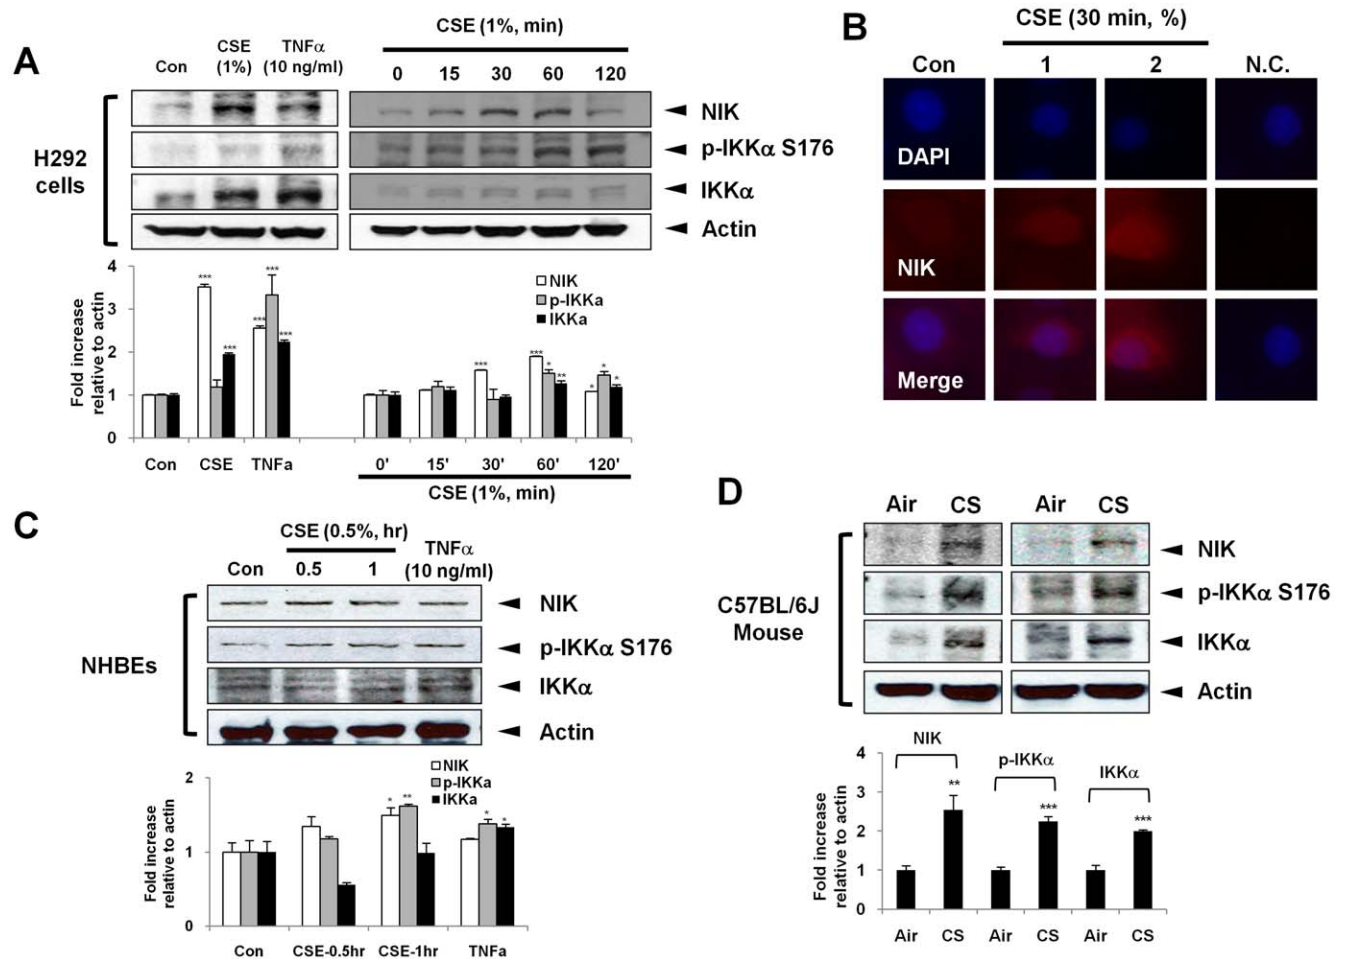 A
Con
CSE
(1%)
TNFα
(10 ng/ml)
CSE (1%, min)
0 15 30 60 120
H292
cells
NIK
p-IKKα S176
IKKα
Actin
Fold increase
relative to actin
4
3
2
1
0
***
***
***
***
***
***
***
*
**
*
*
*
NIK
p-IKKa
IKKa
Con CSE TNFa 0' 15' 30' 60' 120'
CSE (1%, min)
B
CSE (30 min, %)
Con 1 2 N.C.
DAPI
NIK
Merge
C
CSE (0.5%, hr)
Con 0.5 1
TNFα
(10 ng/ml)
NHBEs
NIK
p-IKKα S176
IKKα
Actin
Fold increase
relative to actin
2
1
0
*
**
*
*
NIK
p-IKKa
IKKa
Con CSE-0.5hr CSE-1hr TNFa
D
Air CS Air CS
C57BL/6J
Mouse
NIK
p-IKKα S176
IKKα
Actin
Fold increase
relative to actin
4
3
2
1
0
NIK
p-IKKα
IKKα
**
***
***
Air CS Air CS Air CS